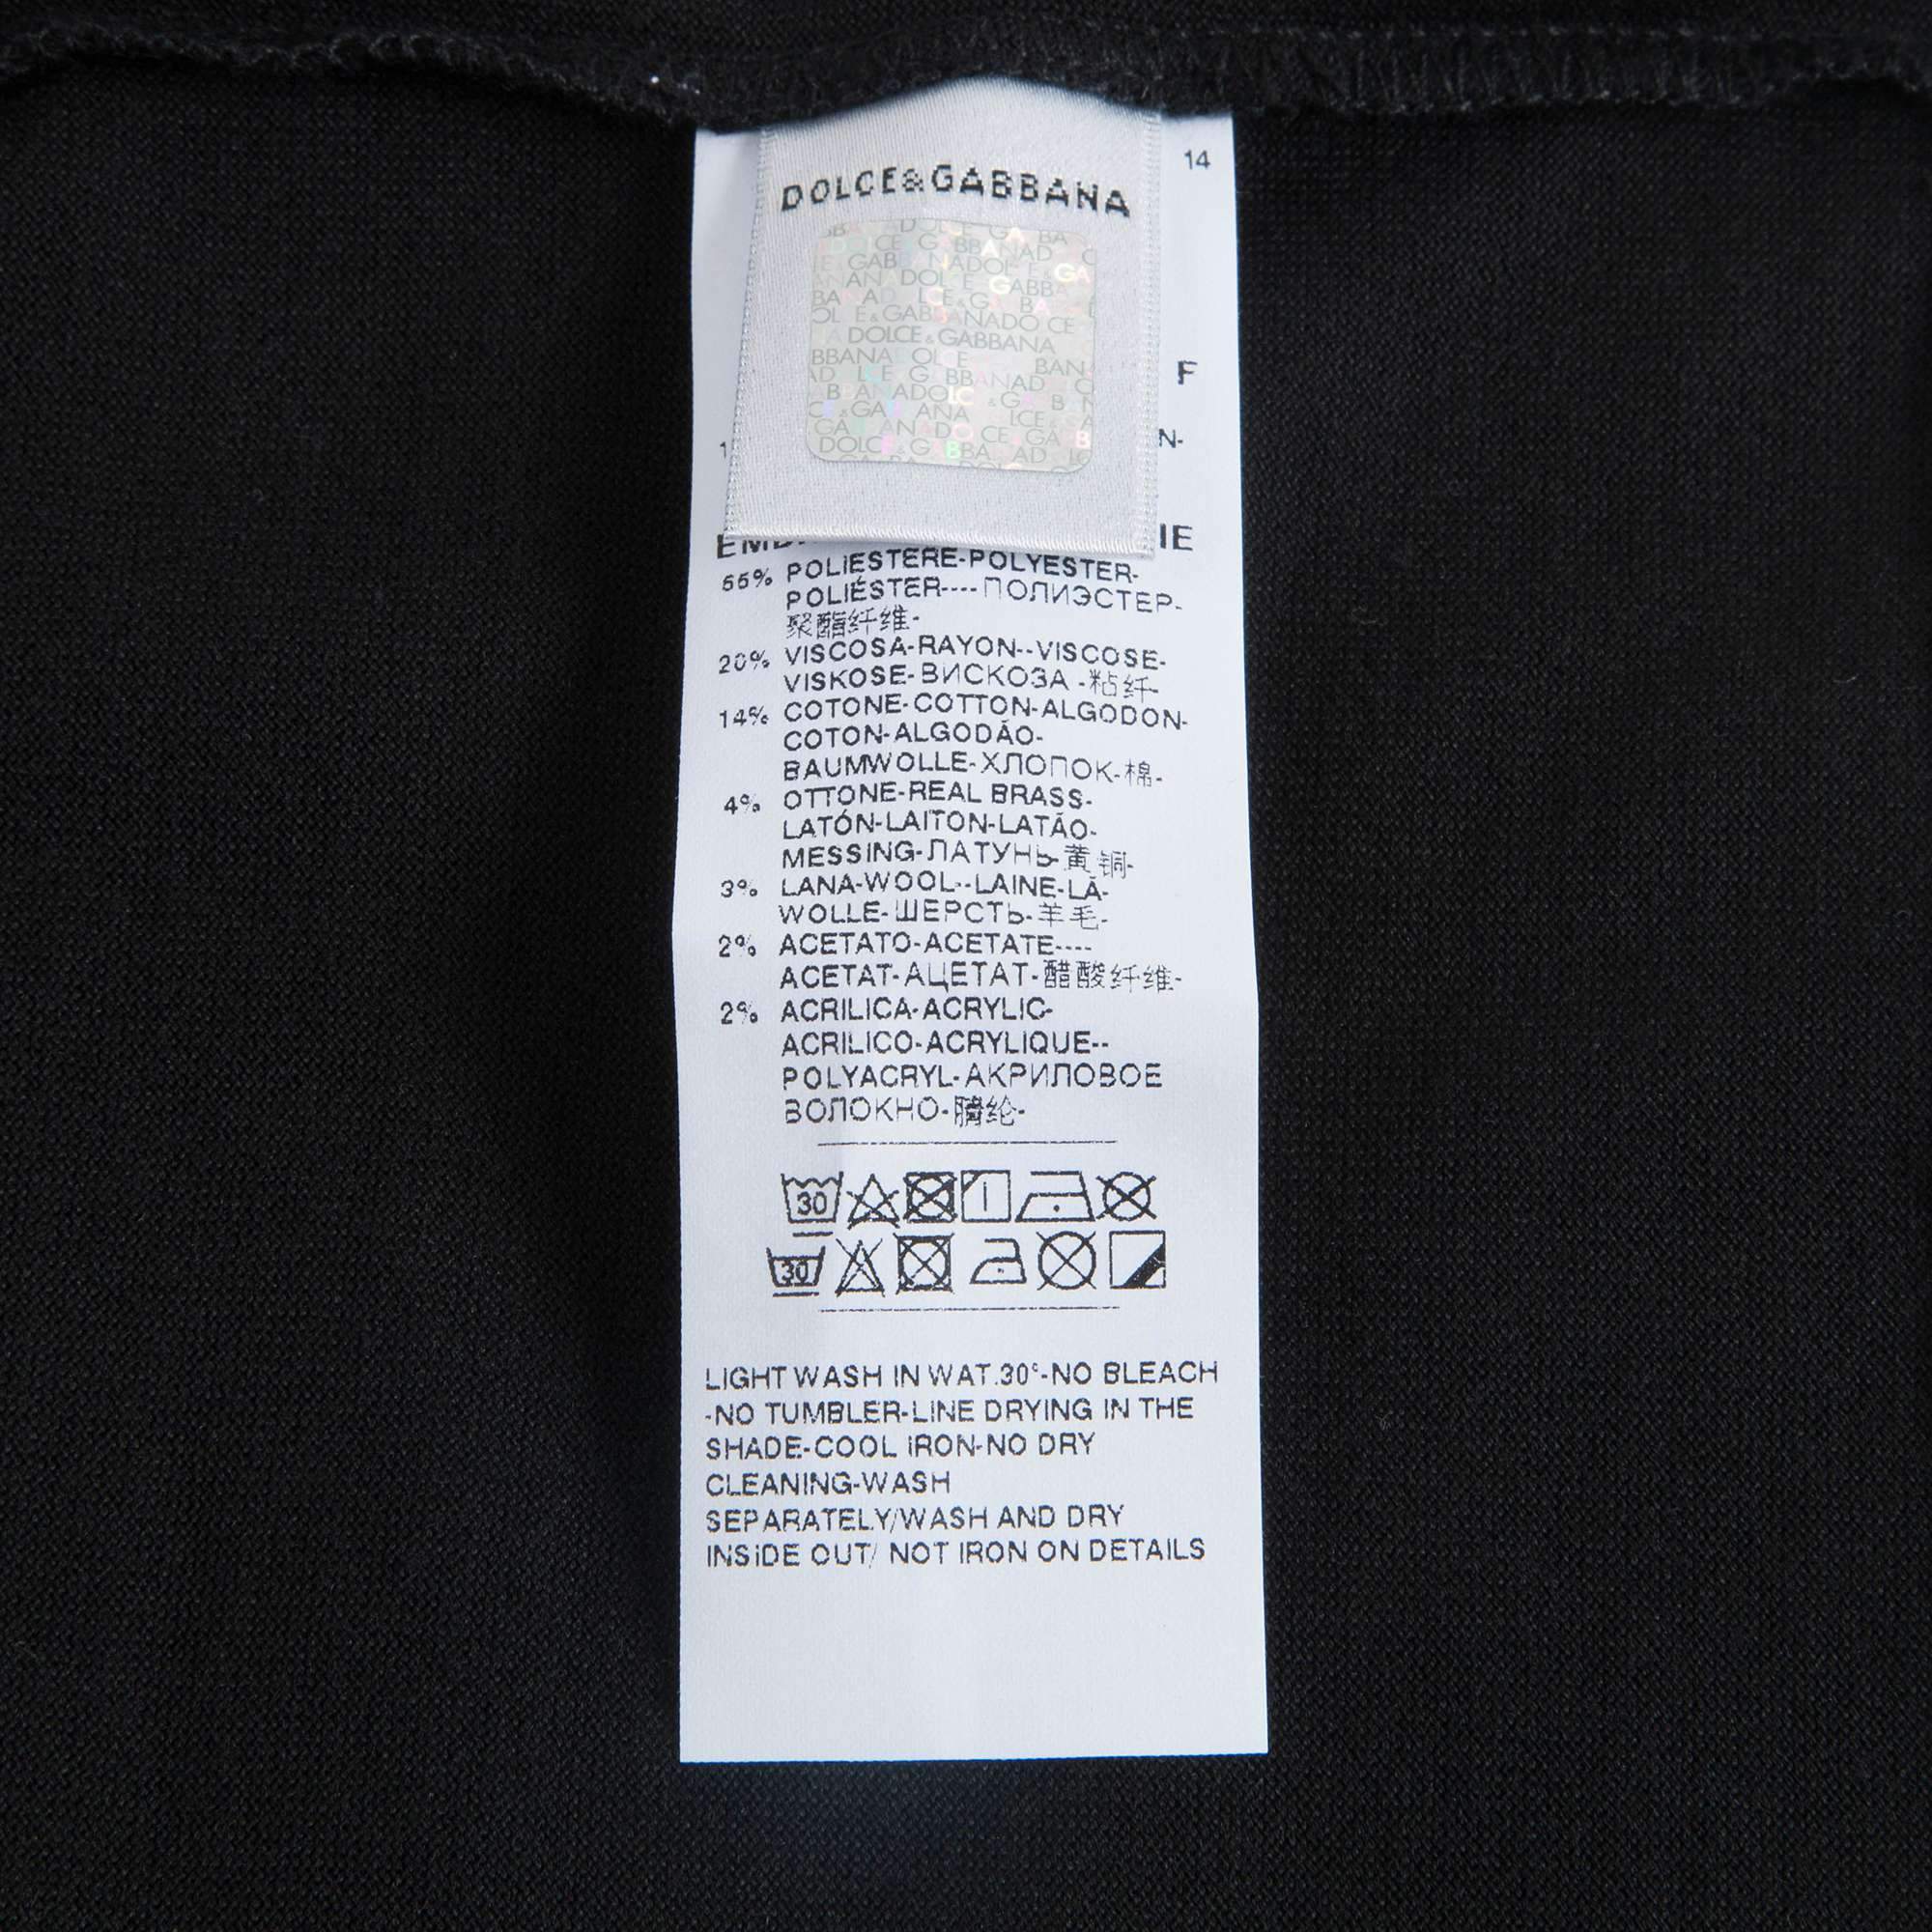 14
DOLCE&GABBANA
DOLCE&GABBANA
F
1
N-
IE
55% POLIESTERE-POLYESTER-
POLIÉSTER----ПОЛИЭСТЕР-
聚酯纤维-
20% VISCOSA-RAYON--VISCOSE-
VISKOSE-ВИСКОЗА -粘纤-
14% COTONE-COTTON-ALGODON-
COTON-ALGODÃO-
BAUMWOLLE-ХЛОПОК-棉-
4% OTTONE-REAL BRASS-
LATÓN-LAITON-LATÃO-
MESSING-ЛАТУНЬ-黄铜-
3% LANA-WOOL--LAINE-LÃ-
WOLLE-ШЕРСТЬ-羊毛-
2% ACETATO-ACETATE----
ACETAT-АЦЕТАТ-醋酸纤维-
2% ACRILICA-ACRYLIC-
ACRILICO-ACRYLIQUE--
POLYACRYL-АКРИЛОВОЕ
ВОЛОКНО-腈纶-
30
30
LIGHT WASH IN WAT.30°-NO BLEACH
-NO TUMBLER-LINE DRYING IN THE
SHADE-COOL IRON-NO DRY
CLEANING-WASH
SEPARATELY/WASH AND DRY
INSIDE OUT/ NOT IRON ON DETAILS